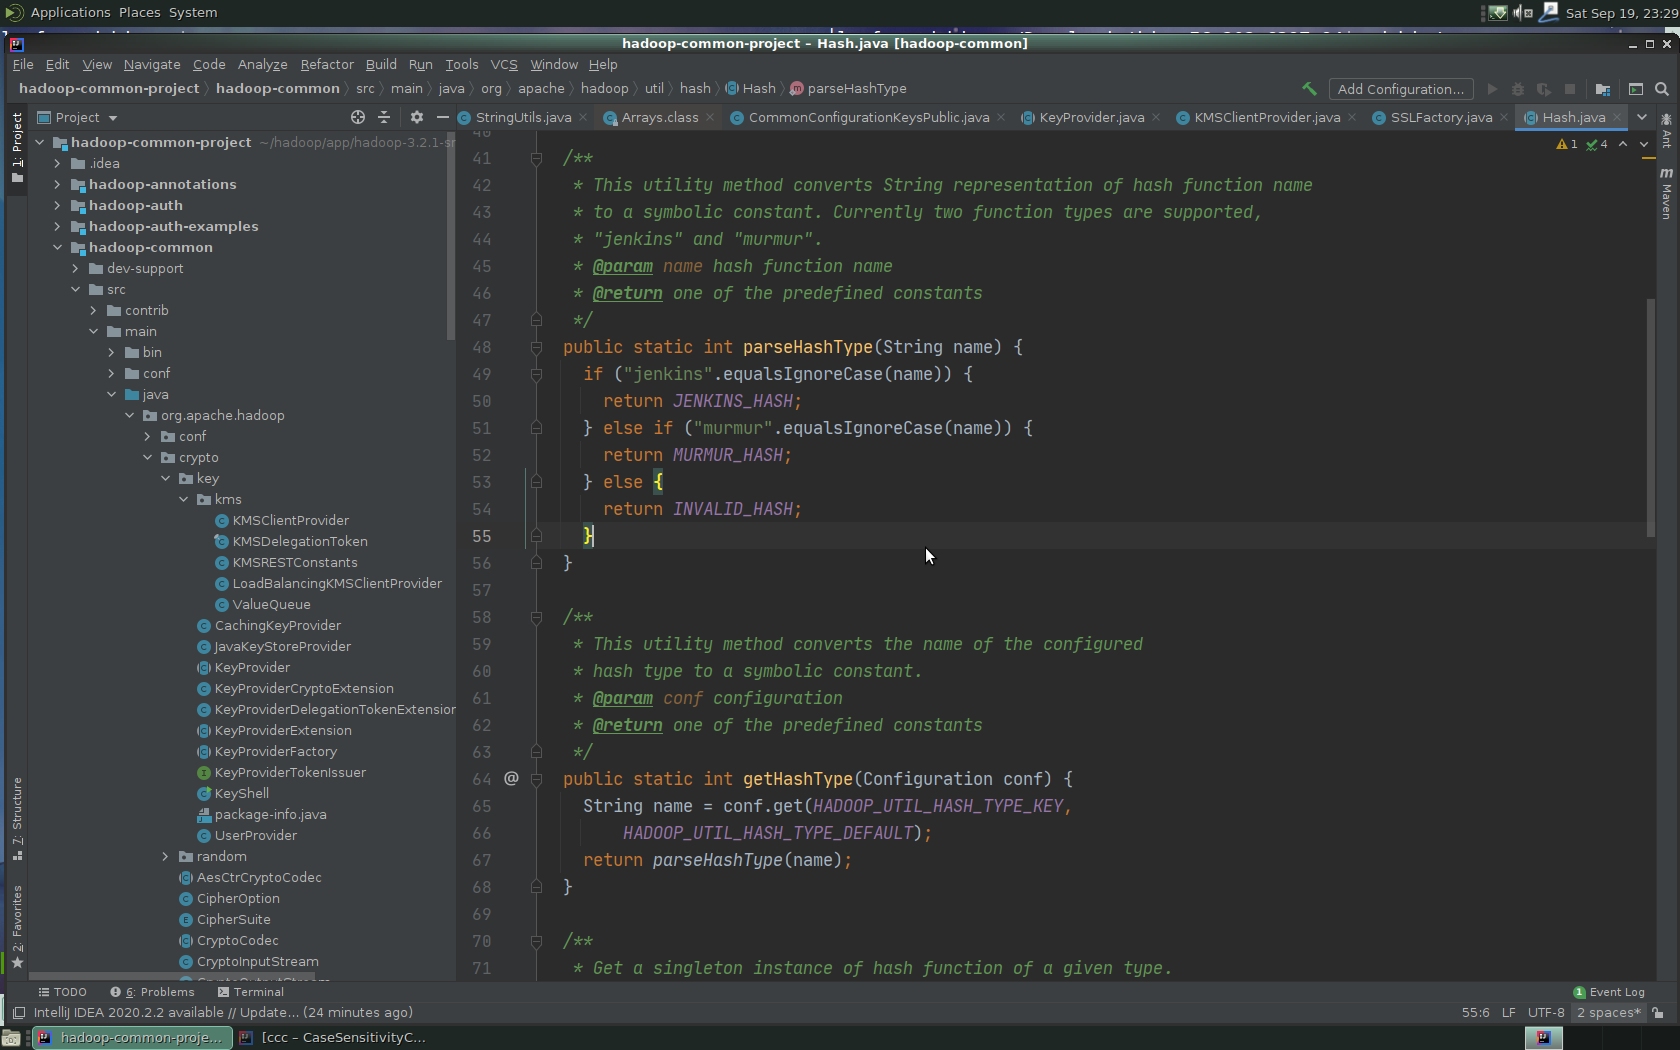 Applications Places System
Sat Sep 19, 23:29
hadoop-common-project – Hash.java [hadoop-common]
File Edit View Navigate Code Analyze Refactor Build Run Tools VCS Window Help
hadoop-common-project hadoop-common src main java org apache hadoop util hash Hash parseHashType
Add Configuration...
Project
StringUtils.java Arrays.class CommonConfigurationKeysPublic.java KeyProvider.java KMSClientProvider.java SSLFactory.java Hash.java
1: Project
7: Structure
2: Favorites
Ant
m Maven
hadoop-common-project ~/hadoop/app/hadoop-3.2.1-sr
.idea
hadoop-annotations
hadoop-auth
hadoop-auth-examples
hadoop-common
dev-support
src
contrib
main
bin
conf
java
org.apache.hadoop
conf
crypto
key
kms
KMSClientProvider
KMSDelegationToken
KMSRESTConstants
LoadBalancingKMSClientProvider
ValueQueue
CachingKeyProvider
JavaKeyStoreProvider
KeyProvider
KeyProviderCryptoExtension
KeyProviderDelegationTokenExtension
KeyProviderExtension
KeyProviderFactory
KeyProviderTokenIssuer
KeyShell
package-info.java
UserProvider
random
AesCtrCryptoCodec
CipherOption
CipherSuite
CryptoCodec
CryptoInputStream
1 4
40
41 /**
42 * This utility method converts String representation of hash function name
43 * to a symbolic constant. Currently two function types are supported,
44 * "jenkins" and "murmur".
45 * @param name hash function name
46 * @return one of the predefined constants
47 */
48 public static int parseHashType(String name) {
49 if ("jenkins".equalsIgnoreCase(name)) {
50 return JENKINS_HASH;
51 } else if ("murmur".equalsIgnoreCase(name)) {
52 return MURMUR_HASH;
53 } else {
54 return INVALID_HASH;
55 }
56 }
57
58 /**
59 * This utility method converts the name of the configured
60 * hash type to a symbolic constant.
61 * @param conf configuration
62 * @return one of the predefined constants
63 */
64 @ public static int getHashType(Configuration conf) {
65 String name = conf.get(HADOOP_UTIL_HASH_TYPE_KEY,
66 HADOOP_UTIL_HASH_TYPE_DEFAULT);
67 return parseHashType(name);
68 }
69
70 /**
71 * Get a singleton instance of hash function of a given type.
TODO 6: Problems Terminal
1 Event Log
IntelliJ IDEA 2020.2.2 available // Update... (24 minutes ago)
55:6 LF UTF-8 2 spaces*
hadoop-common-proje... [ccc – CaseSensitivityC...